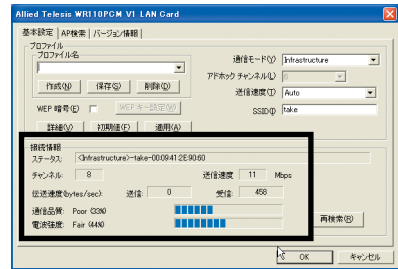 Allied Telesis WR110PCM V1 LAN Card
基本設定 AP検索 バージョン情報
プロファイル
プロファイル名
作成(N) 保存(S) 削除(D)
WEP 暗号(E) WEP キー設定(W)
詳細(V) 初期値(F) 適用(A)
通信モード(Y) Infrastructure
アドホック チャンネル(L) 6
送信速度(T) Auto
SSID(I) take
接続情報
ステータス: <Infrastructure>-take-00:09:41:2E:90:60
チャンネル: 8 送信速度 11 Mbps
伝送速度(bytes/sec): 送信: 0 受信: 458
通信品質: Poor (33%)
電波強度: Fair (44%)
再検索(R)
OK キャンセル